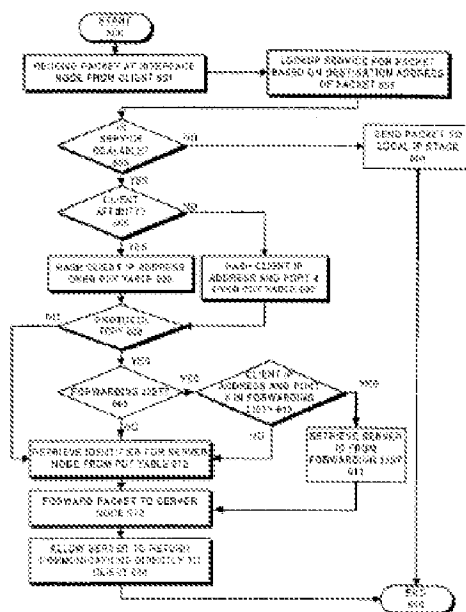 START
RECEIVE PACKET AT INTERFACE
NODE FROM CLIENT
LOOKUP SERVICE FOR PACKET
BASED ON DESTINATION ADDRESS
OF PACKET
IS
SERVICE
SCALABLE?
NO
SEND PACKET TO
LOCAL IP STACK
YES
CLIENT
AFFINITY?
NO
YES
HASH CLIENT IP ADDRESS
OVER PDT TABLE
HASH CLIENT IP
ADDRESS AND PORT #
OVER PDT TABLE
NO
PROTOCOL
TCP?
YES
FORWARDING LIST?
YES
CLIENT IP
ADDRESS AND PORT
# IN FORWARDING
LIST?
YES
NO
NO
RETRIEVE IDENTIFIER FOR SERVER
NODE FROM PDT TABLE
RETRIEVE SERVER
ID FROM
FORWARDING LIST
FORWARD PACKET TO SERVER
NODE
ALLOW SERVER TO RETURN
COMMUNICATIONS DIRECTLY TO
CLIENT
END